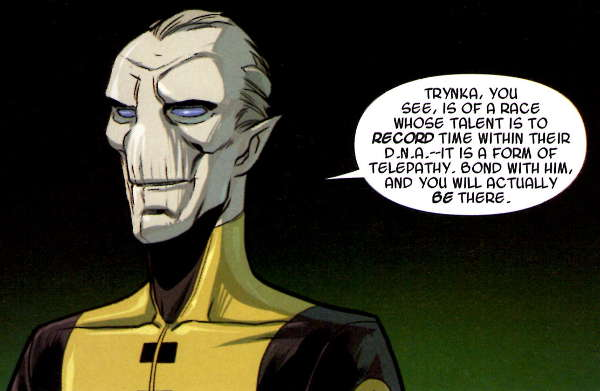 TRYNKA, YOU
SEE, IS OF A RACE
WHOSE TALENT IS TO
RECORD TIME WITHIN THEIR
D.N.A.--IT IS A FORM OF
TELEPATHY. BOND WITH HIM,
AND YOU WILL ACTUALLY
BE THERE.